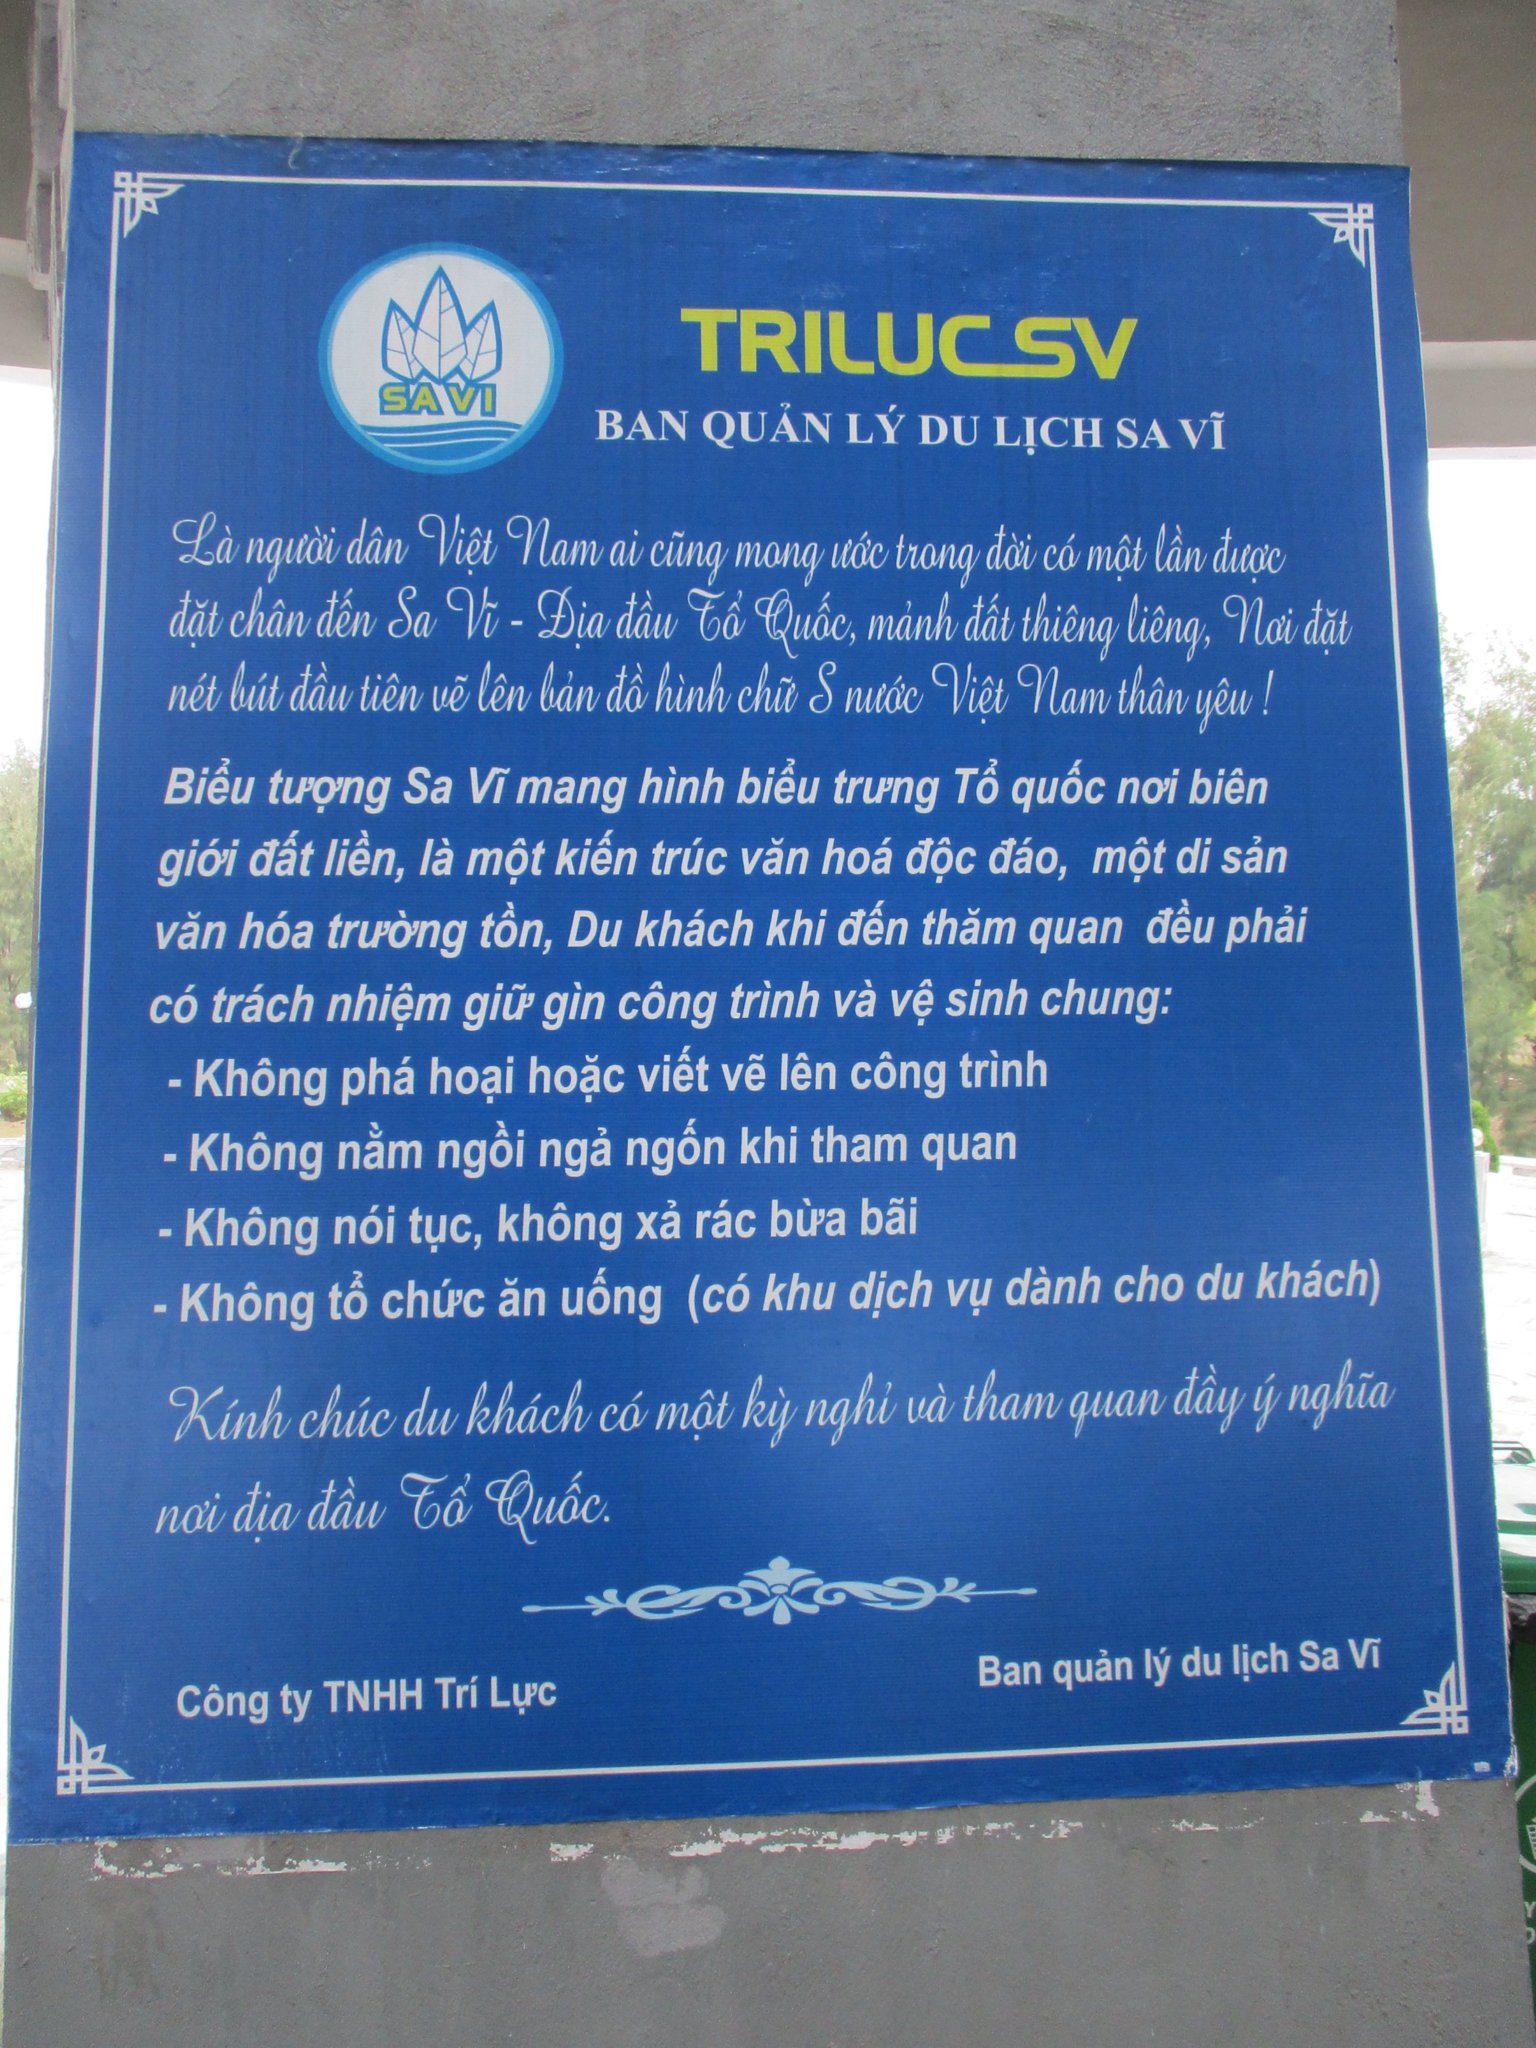 SA VI
TRILUC SV
BAN QUẢN LÝ DU LỊCH SA VĨ
Là người dân Việt Nam ai cũng mong ước trong đời có một lần được
đặt chân đến Sa Vĩ - Địa đầu Tổ Quốc, mảnh đất thiêng liêng, Nơi đặt
nét bút đầu tiên vẽ lên bản đồ hình chữ S nước Việt Nam thân yêu !
Biểu tượng Sa Vĩ mang hình biểu trưng Tổ quốc nơi biên
giới đất liền, là một kiến trúc văn hoá độc đáo, một di sản
văn hóa trường tồn, Du khách khi đến thăm quan đều phải
có trách nhiệm giữ gìn công trình và vệ sinh chung:
- Không phá hoại hoặc viết vẽ lên công trình
- Không nằm ngồi ngả ngốn khi tham quan
- Không nói tục, không xả rác bừa bãi
- Không tổ chức ăn uống (có khu dịch vụ dành cho du khách)
Kính chúc du khách có một kỳ nghỉ và tham quan đầy ý nghĩa
nơi địa đầu Tổ Quốc.
Công ty TNHH Trí Lực
Ban quản lý du lịch Sa Vĩ